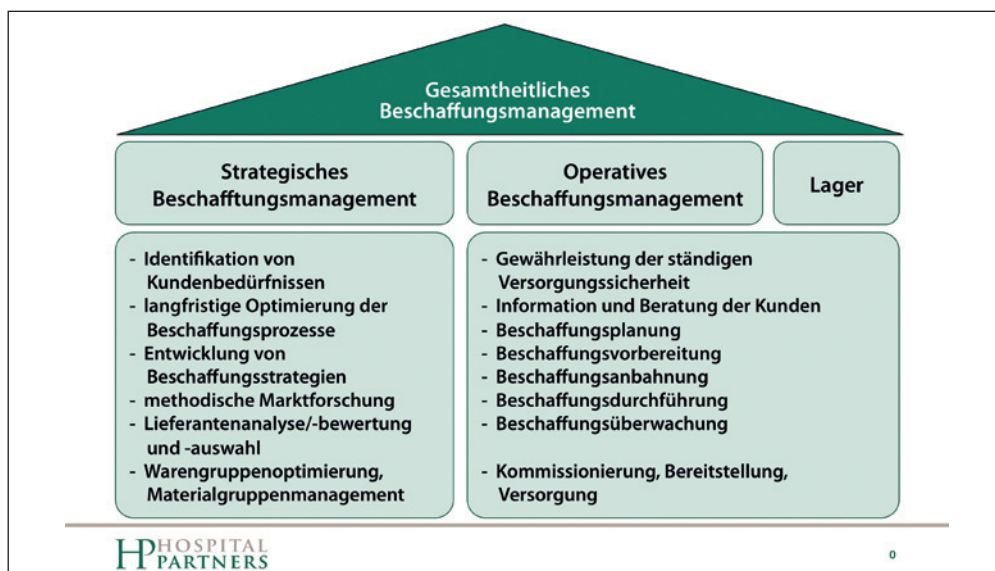 Gesamtheitliches
Beschaffungsmanagement
Strategisches
Beschafftungsmanagement
Operatives
Beschaffungsmanagement
Lager
- Identifikation von
Kundenbedürfnissen
- langfristige Optimierung der
Beschaffungsprozesse
- Entwicklung von
Beschaffungsstrategien
- methodische Marktforschung
- Lieferantenanalyse/-bewertung
und -auswahl
- Warengruppenoptimierung,
Materialgruppenmanagement
- Gewährleistung der ständigen
Versorgungssicherheit
- Information und Beratung der Kunden
- Beschaffungsplanung
- Beschaffungsvorbereitung
- Beschaffungsanbahnung
- Beschaffungsdurchführung
- Beschaffungsüberwachung
- Kommissionierung, Bereitstellung,
Versorgung
HP HOSPITAL
PARTNERS
0